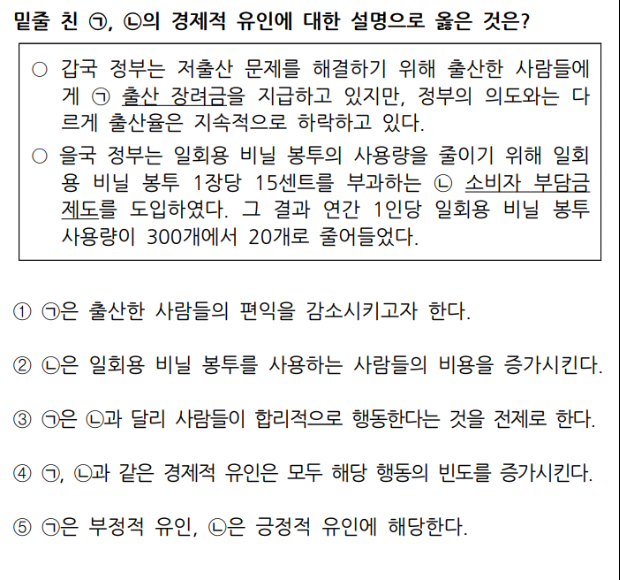 밑줄 친 ㉠, ㉡의 경제적 유인에 대한 설명으로 옳은 것은?
○ 갑국 정부는 저출산 문제를 해결하기 위해 출산한 사람들에
게 ㉠ 출산 장려금을 지급하고 있지만, 정부의 의도와는 다
르게 출산율은 지속적으로 하락하고 있다.
○ 을국 정부는 일회용 비닐 봉투의 사용량을 줄이기 위해 일회
용 비닐 봉투 1장당 15센트를 부과하는 ㉡ 소비자 부담금
제도를 도입하였다. 그 결과 연간 1인당 일회용 비닐 봉투
사용량이 300개에서 20개로 줄어들었다.
① ㉠은 출산한 사람들의 편익을 감소시키고자 한다.
② ㉡은 일회용 비닐 봉투를 사용하는 사람들의 비용을 증가시킨다.
③ ㉠은 ㉡과 달리 사람들이 합리적으로 행동한다는 것을 전제로 한다.
④ ㉠, ㉡과 같은 경제적 유인은 모두 해당 행동의 빈도를 증가시킨다.
⑤ ㉠은 부정적 유인, ㉡은 긍정적 유인에 해당한다.